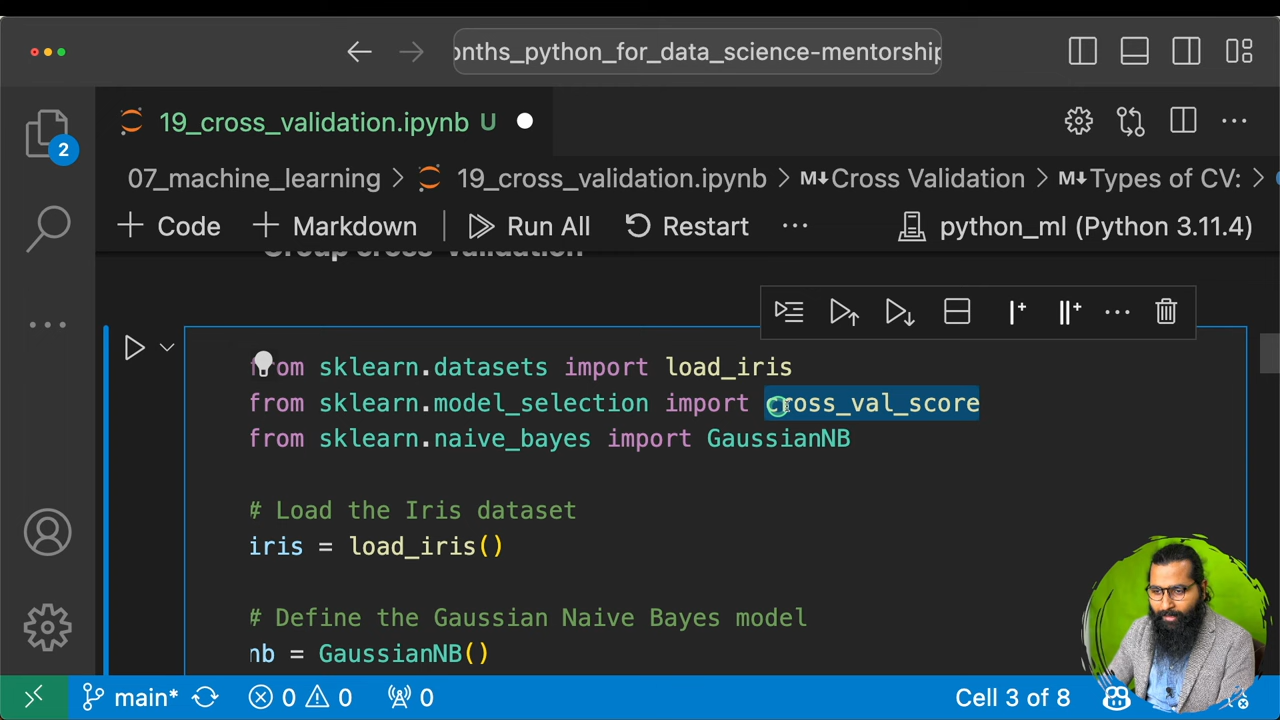 onths_python_for_data_science-mentorship
19_cross_validation.ipynb U
2
07_machine_learning > 19_cross_validation.ipynb > M↓Cross Validation > M↓Types of CV: >
+ Code + Markdown Run All Restart ... python_ml (Python 3.11.4)
Group cross-validation
from sklearn.datasets import load_iris
from sklearn.model_selection import cross_val_score
from sklearn.naive_bayes import GaussianNB
# Load the Iris dataset
iris = load_iris()
# Define the Gaussian Naive Bayes model
nb = GaussianNB()
main* 0 0 0 Cell 3 of 8